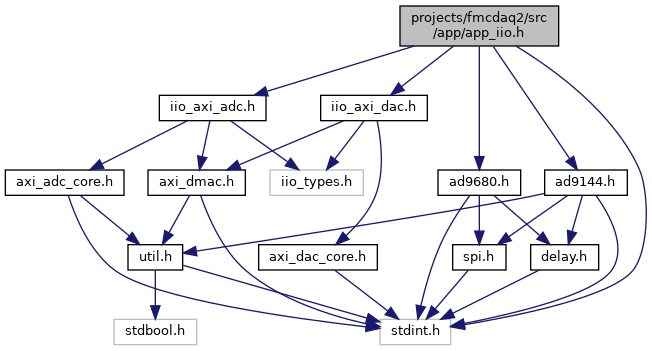 projects/fmcdaq2/src
/app/app_iio.h
iio_axi_adc.h
iio_axi_dac.h
axi_adc_core.h
axi_dmac.h
iio_types.h
ad9680.h
ad9144.h
util.h
axi_dac_core.h
spi.h
delay.h
stdbool.h
stdint.h